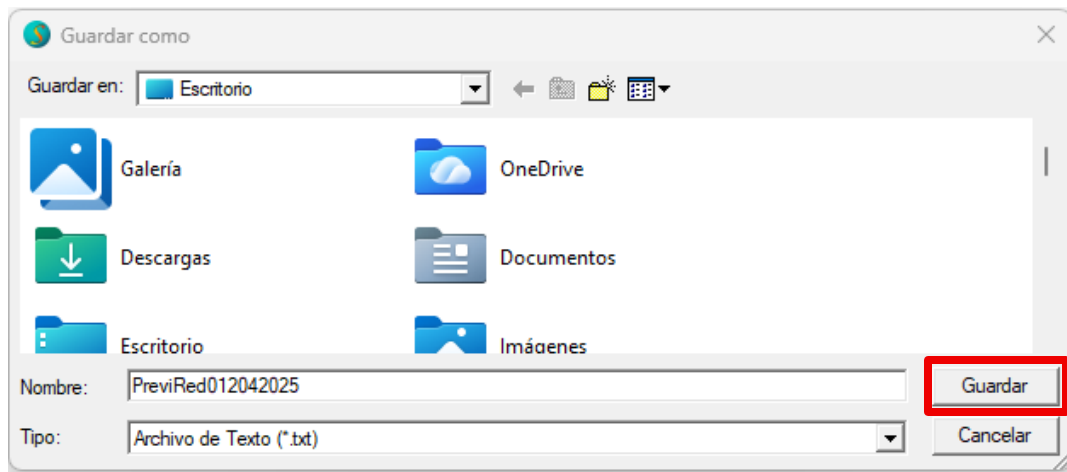 Guardar como
Guardar en: Escritorio
Galería OneDrive
Descargas Documentos
Escritorio Imágenes
Nombre: PreviRed012042025 Guardar
Tipo: Archivo de Texto (*.txt) Cancelar